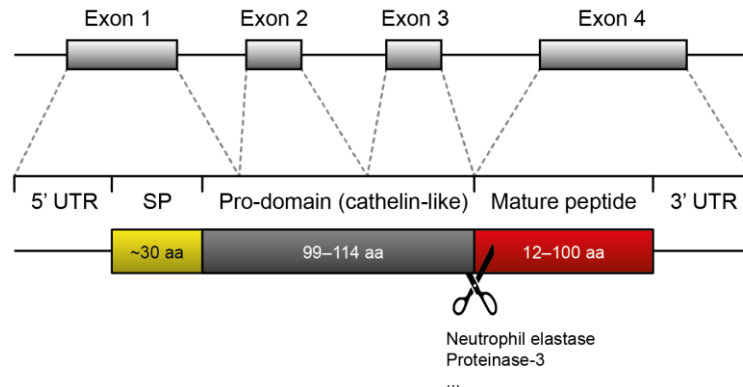 Exon 1 Exon 2 Exon 3 Exon 4
5' UTR SP Pro-domain (cathelin-like) Mature peptide 3' UTR
~30 aa 99–114 aa 12–100 aa
Neutrophil elastase
Proteinase-3
...